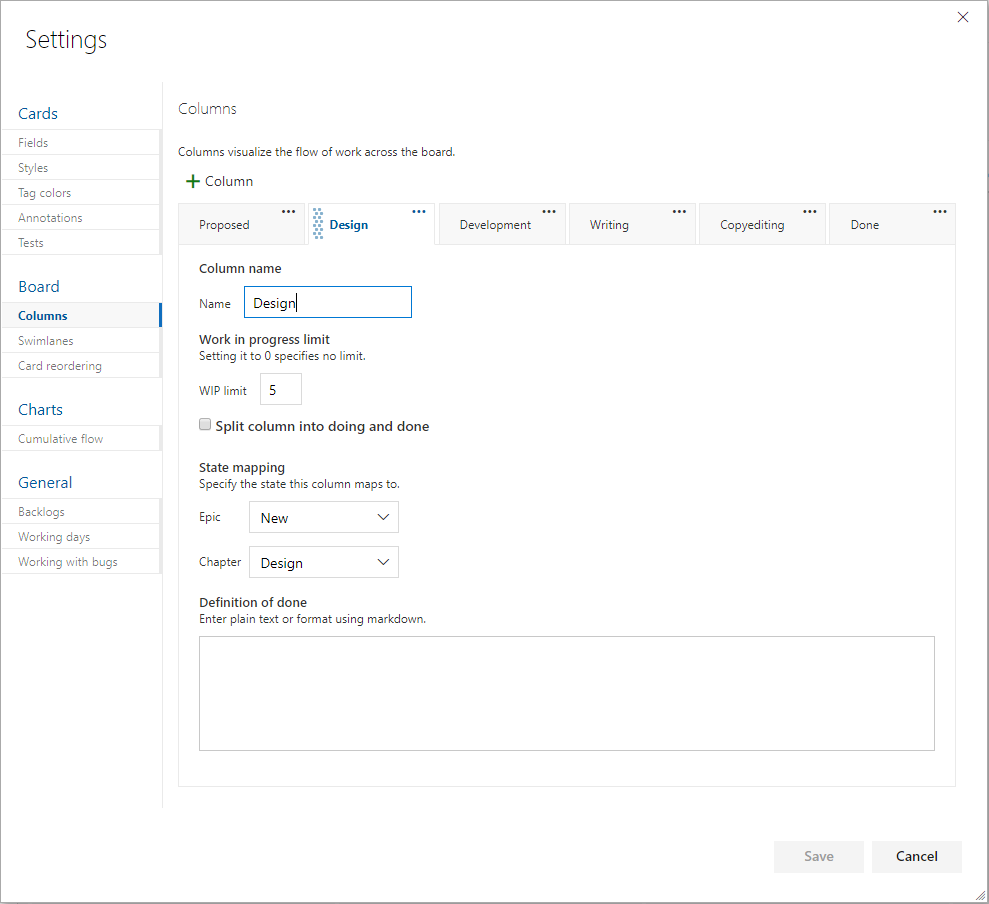 Settings
Cards
Fields
Styles
Tag colors
Annotations
Tests
Board
Columns
Swimlanes
Card reordering
Charts
Cumulative flow
General
Backlogs
Working days
Working with bugs
Columns
Columns visualize the flow of work across the board.
+ Column
Proposed ... Design ... Development ... Writing ... Copyediting ... Done ...
Column name
Name Design
Work in progress limit
Setting it to 0 specifies no limit.
WIP limit 5
Split column into doing and done
State mapping
Specify the state this column maps to.
Epic New
Chapter Design
Definition of done
Enter plain text or format using markdown.
Save Cancel